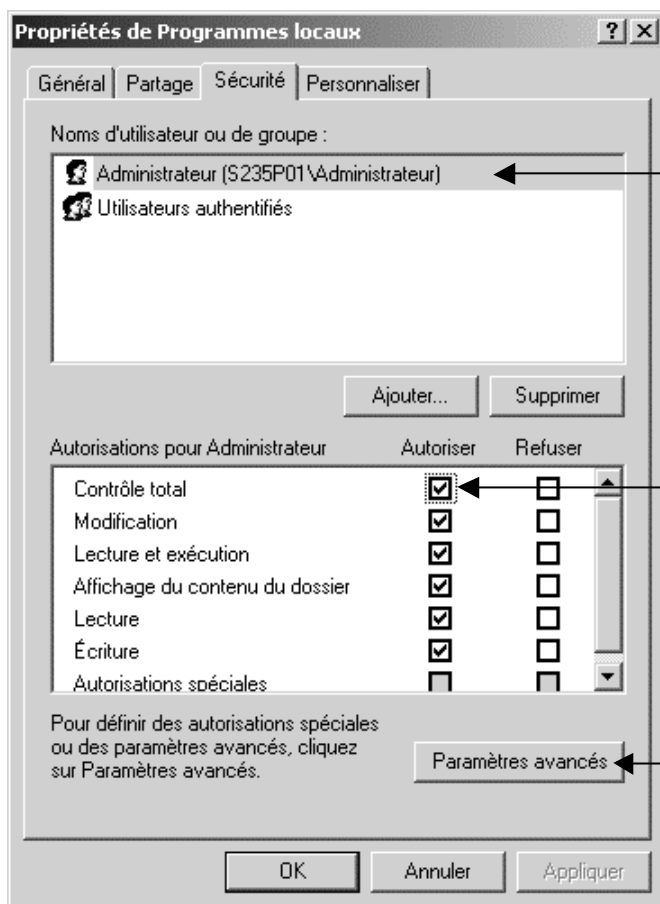 Propriétés de Programmes locaux
Général Partage Sécurité Personnaliser
Noms d'utilisateur ou de groupe :
Administrateur (S235P01\Administrateur)
Utilisateurs authentifiés
Ajouter... Supprimer
Autorisations pour Administrateur Autoriser Refuser
Contrôle total
Modification
Lecture et exécution
Affichage du contenu du dossier
Lecture
Écriture
Autorisations spéciales
Pour définir des autorisations spéciales
ou des paramètres avancés, cliquez
sur Paramètres avancés.
Paramètres avancés
OK Annuler Appliquer